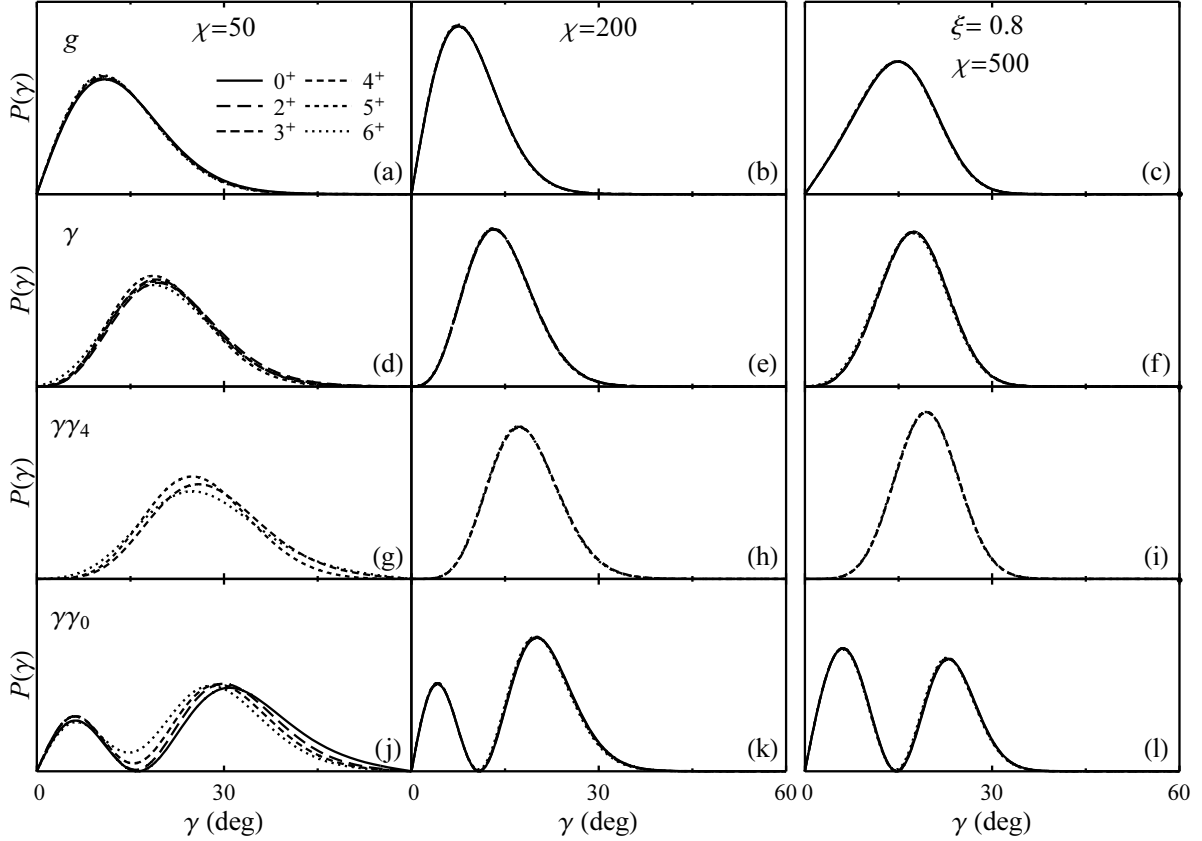 χ=50
χ=200
ξ= 0.8
χ=500
g
0⁺ 4⁺
2⁺ 5⁺
3⁺ 6⁺
P(γ)
(a) (b) (c)
γ
P(γ)
(d) (e) (f)
γγ₄
P(γ)
(g) (h) (i)
γγ₀
P(γ)
(j) (k) (l)
0 30 0 30 60 0 30 60
γ (deg) γ (deg) γ (deg)